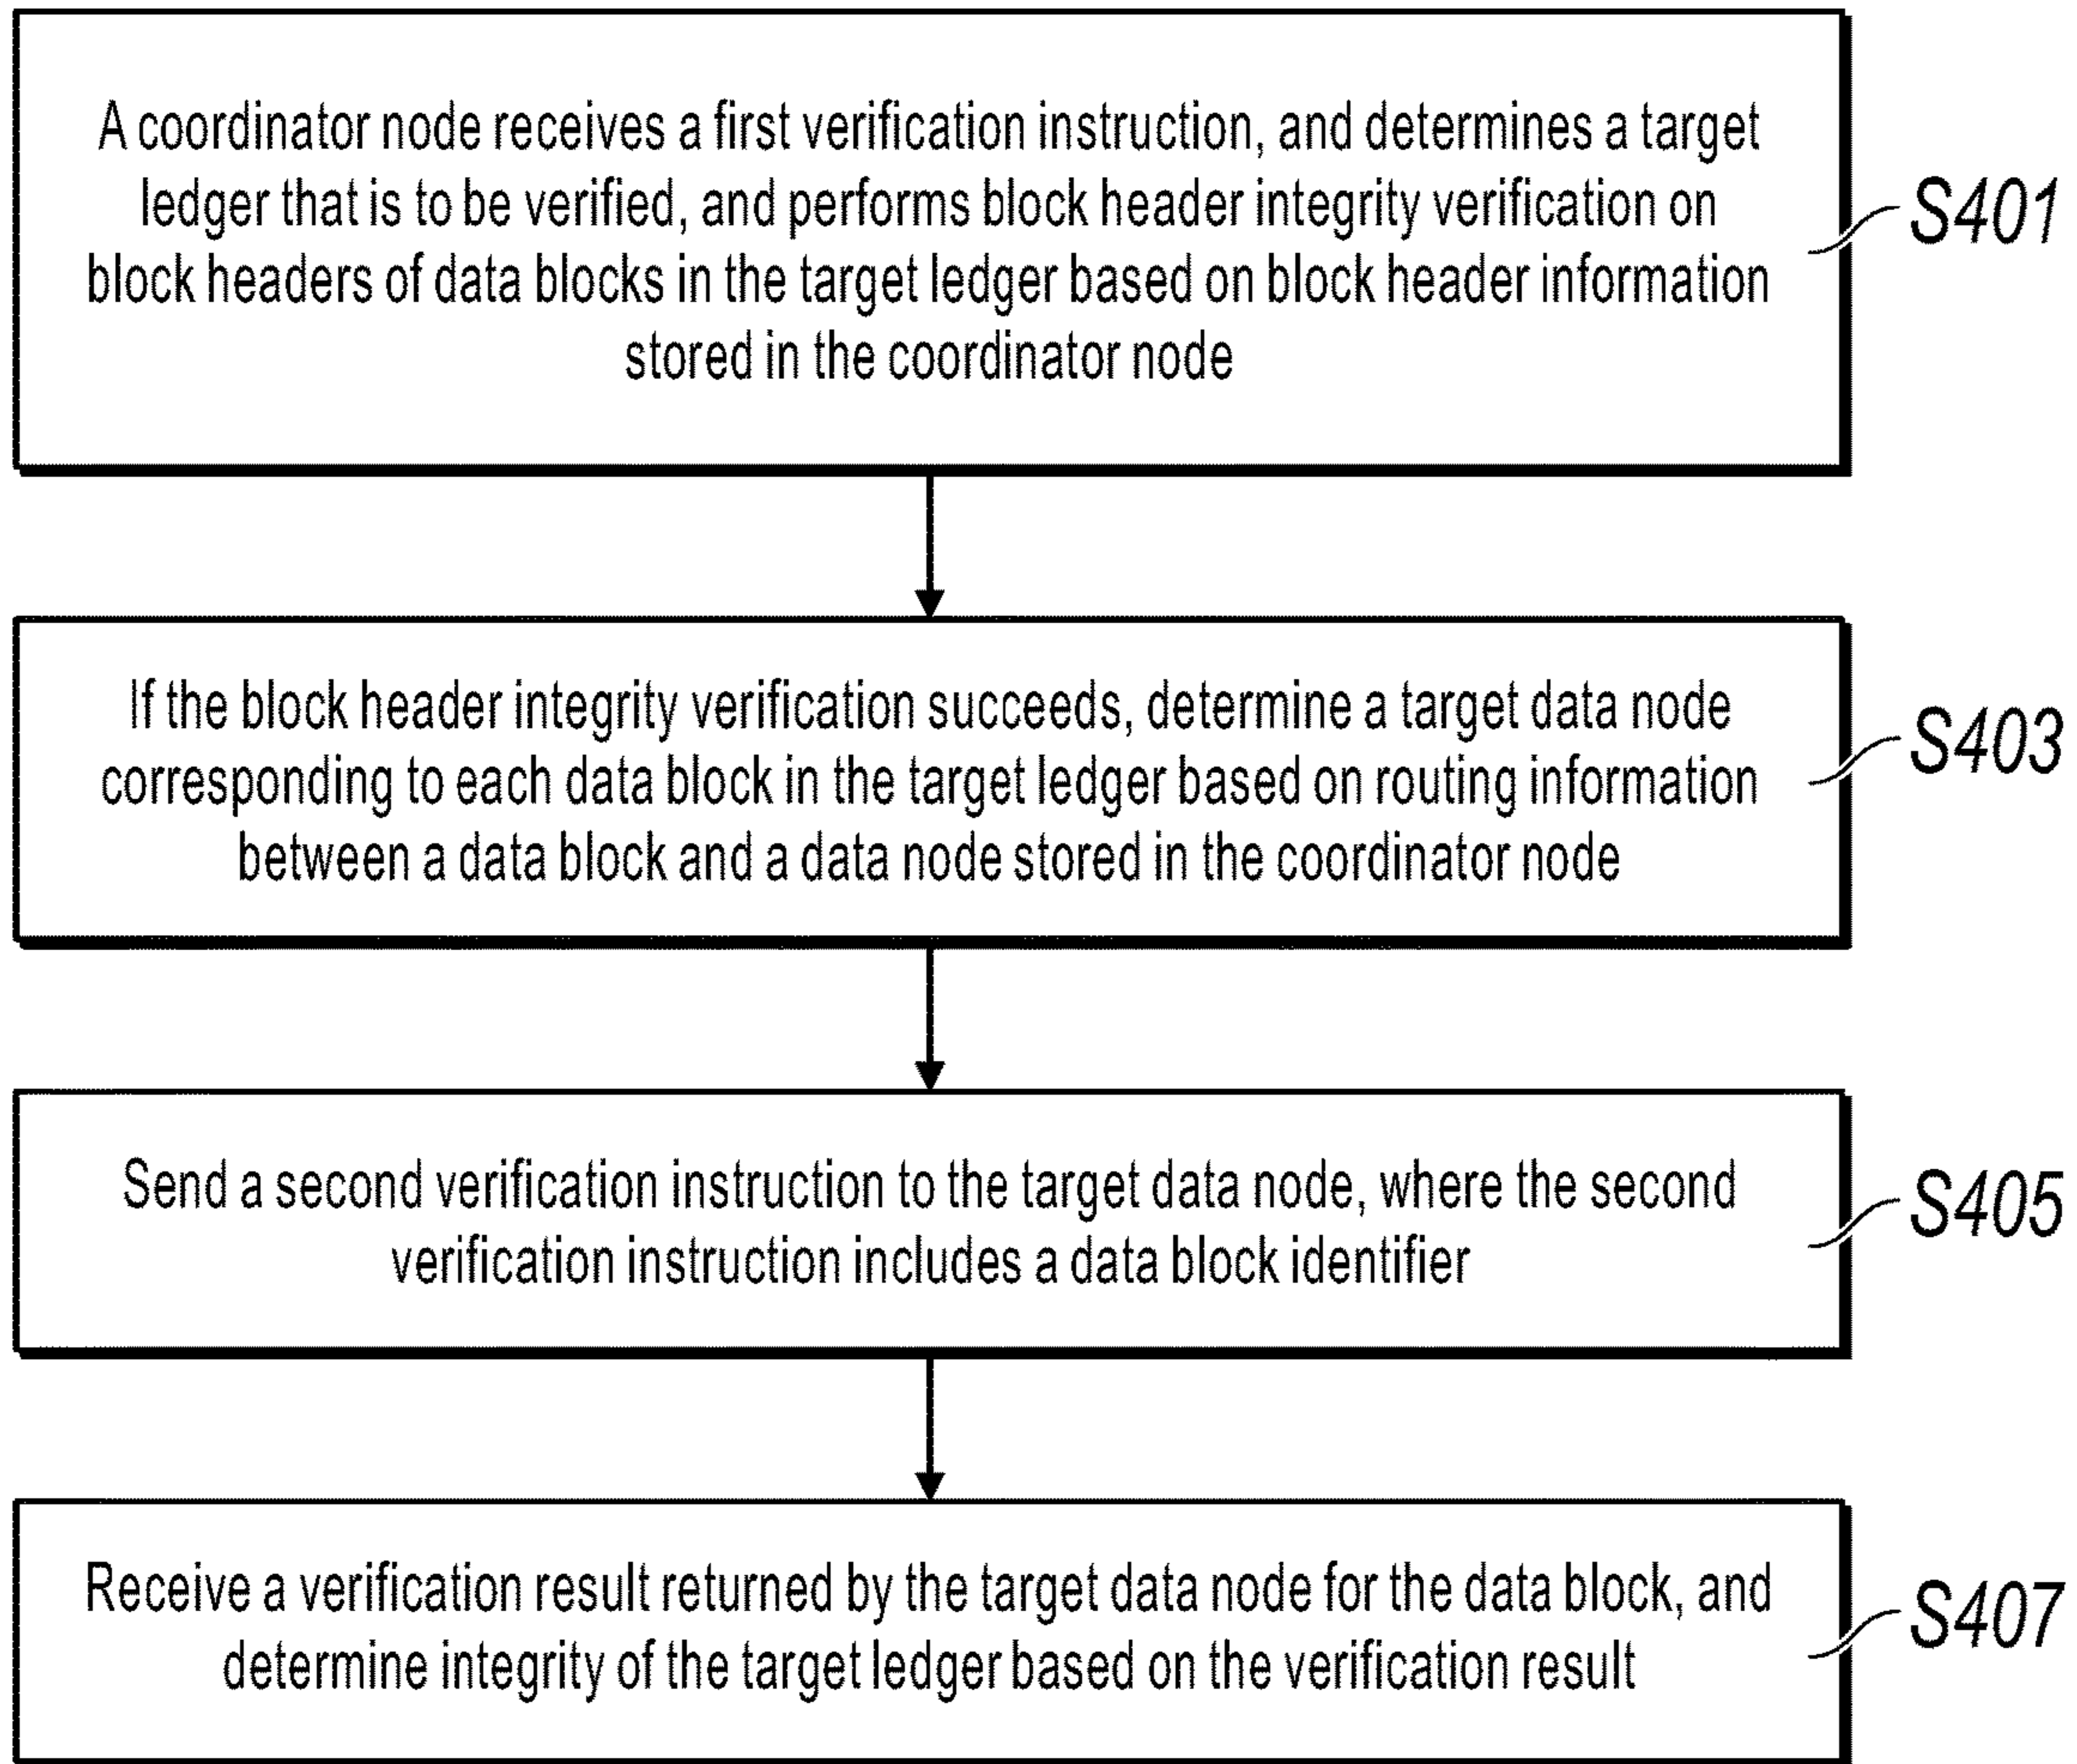 A coordinator node receives a first verification instruction, and determines a target
ledger that is to be verified, and performs block header integrity verification on
block headers of data blocks in the target ledger based on block header information
stored in the coordinator node
S401
If the block header integrity verification succeeds, determine a target data node
corresponding to each data block in the target ledger based on routing information
between a data block and a data node stored in the coordinator node
S403
Send a second verification instruction to the target data node, where the second
verification instruction includes a data block identifier
S405
Receive a verification result returned by the target data node for the data block, and
determine integrity of the target ledger based on the verification result
S407